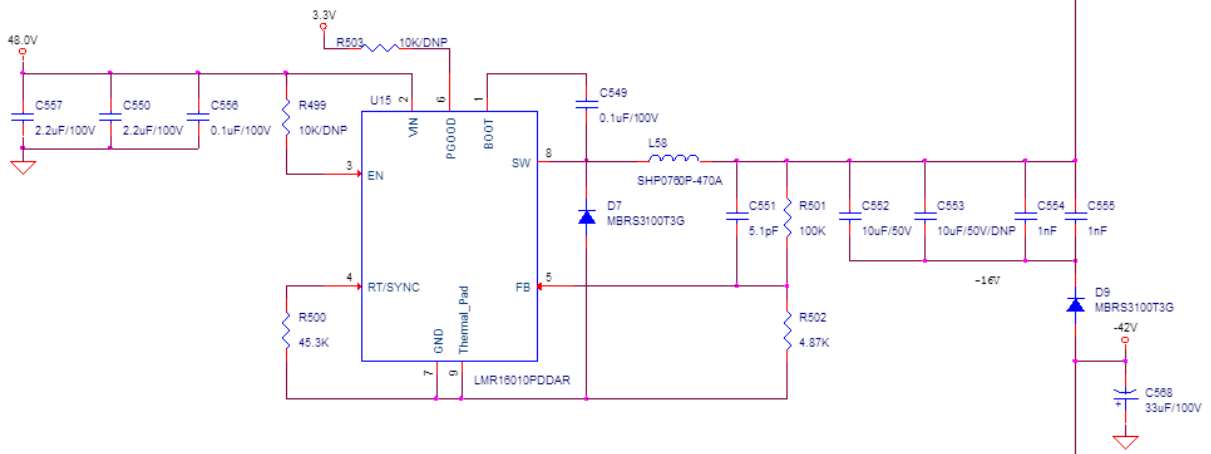 3.3V
48.0V
R503
10K/DNP
C557
2.2uF/100V
C550
2.2uF/100V
C556
0.1uF/100V
R499
10K/DNP
U15
2
6
1
VIN
PGOOD
BOOT
C549
0.1uF/100V
SW
8
L58
SHP0760P-470A
3
EN
D7
MBRS3100T3G
C551
5.1pF
R501
100K
C552
10uF/50V
C553
10uF/50V/DNP
C554
1nF
C555
1nF
4
RT/SYNC
FB
5
-16V
R500
45.3K
GND
Thermal_Pad
7
9
LMR16010PDDAR
R502
4.87K
D9
MBRS3100T3G
-42V
C568
33uF/100V
+